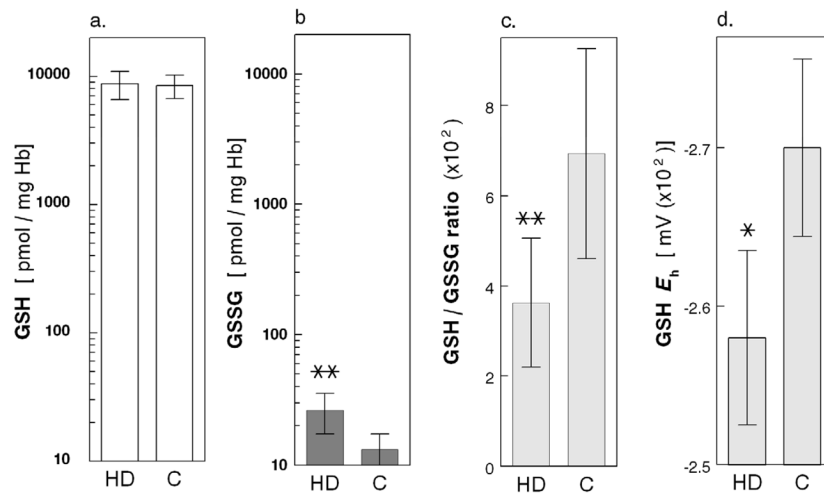 a.
GSH [ pmol / mg Hb]
10000
1000
100
10
HD C
b
GSSG [ pmol / mg Hb]
10000
1000
100
10
**
HD C
c.
GSH / GSSG ratio (x10²)
8
6
4
2
0
**
HD C
d.
GSH Eh [ mV (x10²)]
-2.7
-2.6
-2.5
*
HD C